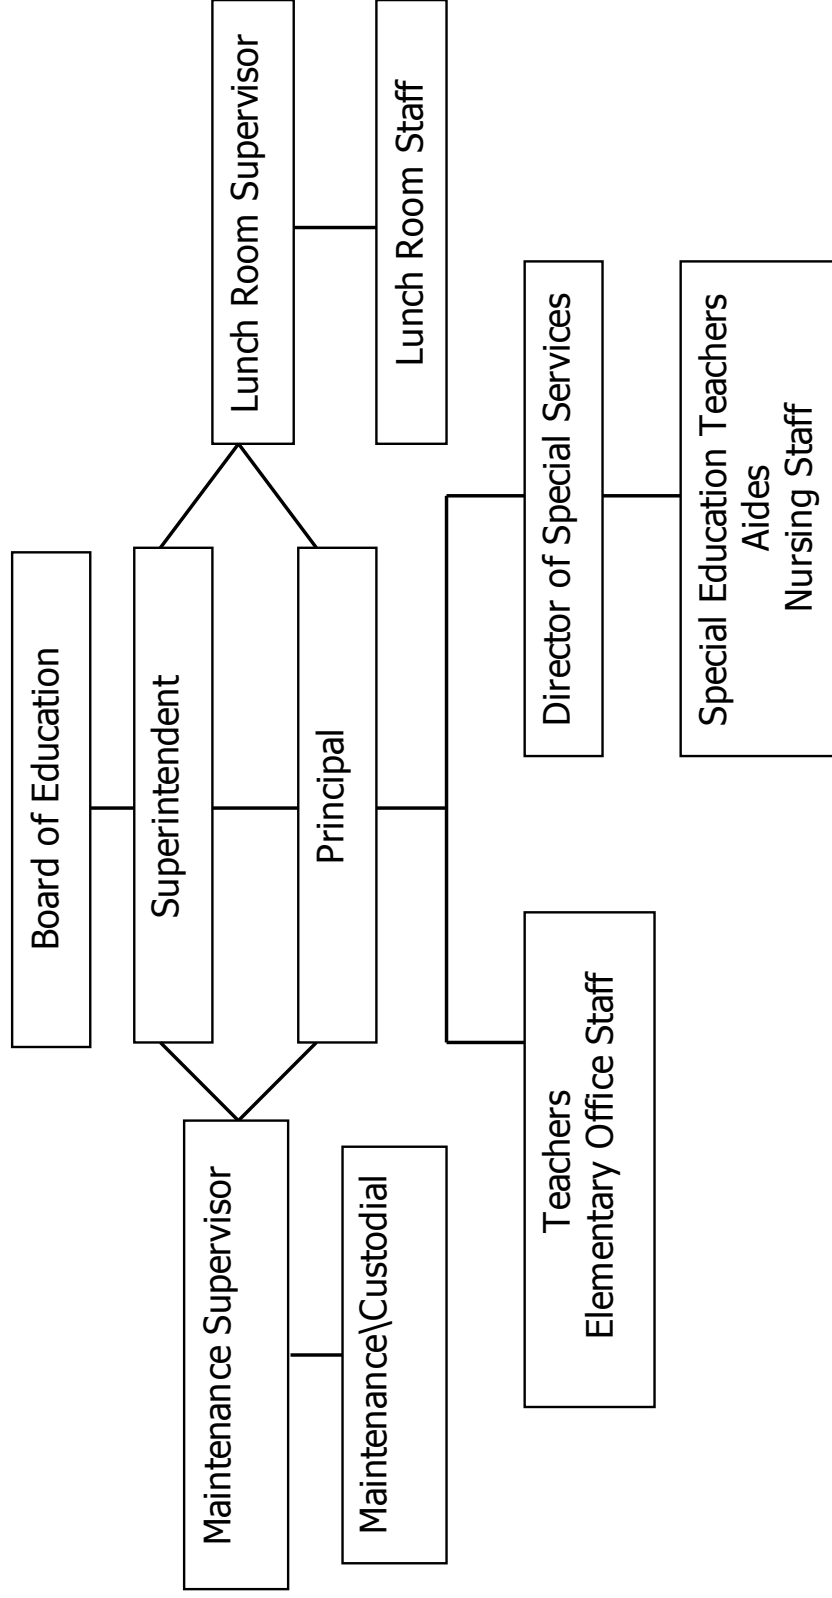 Board of Education
Superintendent
Maintenance Supervisor
Lunch Room Supervisor
Principal
Maintenance\Custodial
Lunch Room Staff
Teachers
Elementary Office Staff
Director of Special Services
Special Education Teachers
Aides
Nursing Staff